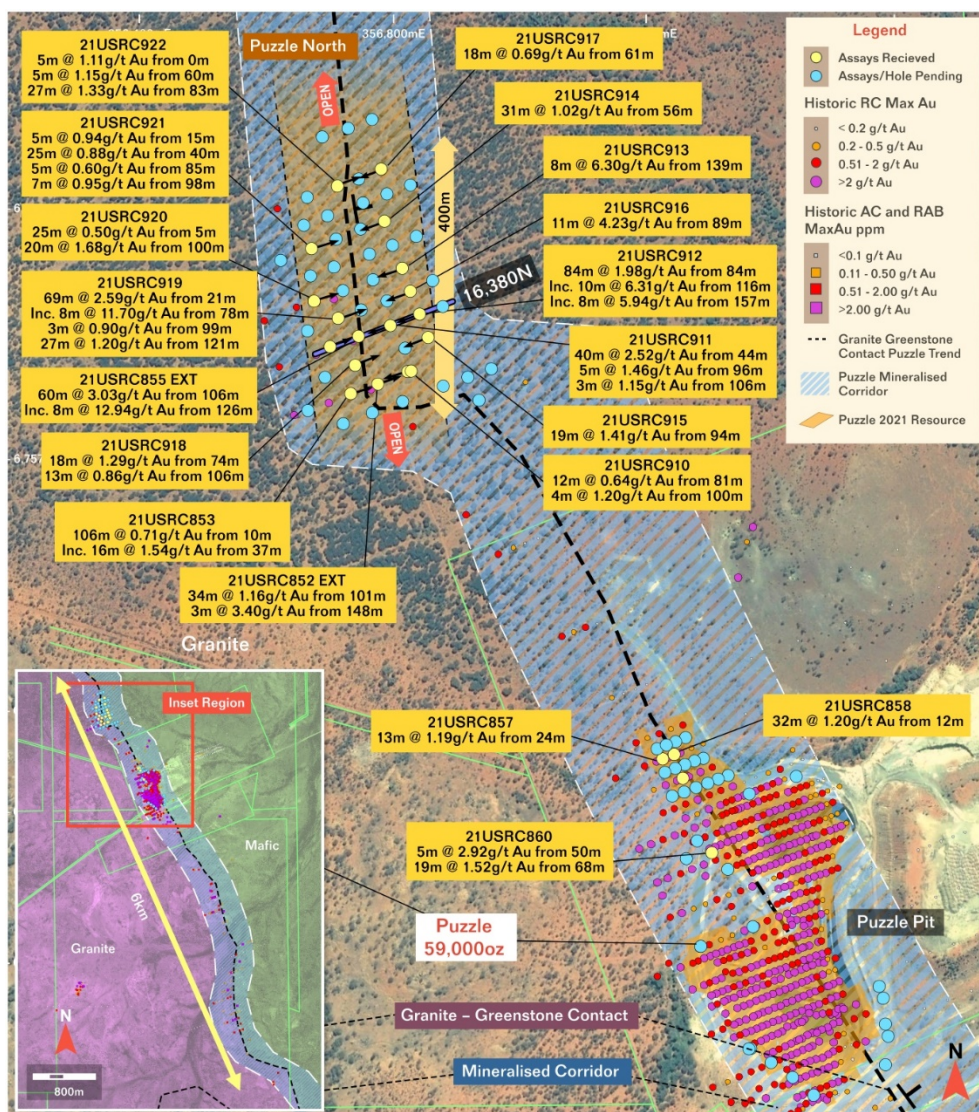 356,800mE
Puzzle North
21USRC922
5m @ 1.11g/t Au from 0m
5m @ 1.15g/t Au from 60m
27m @ 1.33g/t Au from 83m
21USRC921
5m @ 0.94g/t Au from 15m
25m @ 0.88g/t Au from 40m
5m @ 0.60g/t Au from 85m
7m @ 0.95g/t Au from 98m
21USRC920
25m @ 0.50g/t Au from 5m
20m @ 1.68g/t Au from 100m
21USRC919
69m @ 2.59g/t Au from 21m
Inc. 8m @ 11.70g/t Au from 78m
3m @ 0.90g/t Au from 99m
27m @ 1.20g/t Au from 121m
21USRC855 EXT
60m @ 3.03g/t Au from 106m
Inc. 8m @ 12.94g/t Au from 126m
21USRC918
18m @ 1.29g/t Au from 74m
13m @ 0.86g/t Au from 106m
21USRC853
106m @ 0.71g/t Au from 10m
Inc. 16m @ 1.54g/t Au from 37m
21USRC852 EXT
34m @ 1.16g/t Au from 101m
3m @ 3.40g/t Au from 148m
OPEN
OPEN
400m
16,380N
21USRC917
18m @ 0.69g/t Au from 61m
21USRC914
31m @ 1.02g/t Au from 56m
21USRC913
8m @ 6.30g/t Au from 139m
21USRC916
11m @ 4.23g/t Au from 89m
21USRC912
84m @ 1.98g/t Au from 84m
Inc. 10m @ 6.31g/t Au from 116m
Inc. 8m @ 5.94g/t Au from 157m
21USRC911
40m @ 2.52g/t Au from 44m
5m @ 1.46g/t Au from 96m
3m @ 1.15g/t Au from 106m
21USRC915
19m @ 1.41g/t Au from 94m
21USRC910
12m @ 0.64g/t Au from 81m
4m @ 1.20g/t Au from 100m
Legend
Assays Recieved
Assays/Hole Pending
Historic RC Max Au
< 0.2 g/t Au
0.2 - 0.5 g/t Au
0.51 - 2 g/t Au
>2 g/t Au
Historic AC and RAB
MaxAu ppm
<0.1 g/t Au
0.11 - 0.50 g/t Au
0.51 - 2.00 g/t Au
>2.00 g/t Au
Granite Greenstone
Contact Puzzle Trend
Puzzle Mineralised
Corridor
Puzzle 2021 Resource
Granite
21USRC857
13m @ 1.19g/t Au from 24m
21USRC858
32m @ 1.20g/t Au from 12m
21USRC860
5m @ 2.92g/t Au from 50m
19m @ 1.52g/t Au from 68m
Puzzle
59,000oz
Puzzle Pit
Granite – Greenstone Contact
Mineralised Corridor
N
Inset Region
Mafic
6km
Granite
N
800m